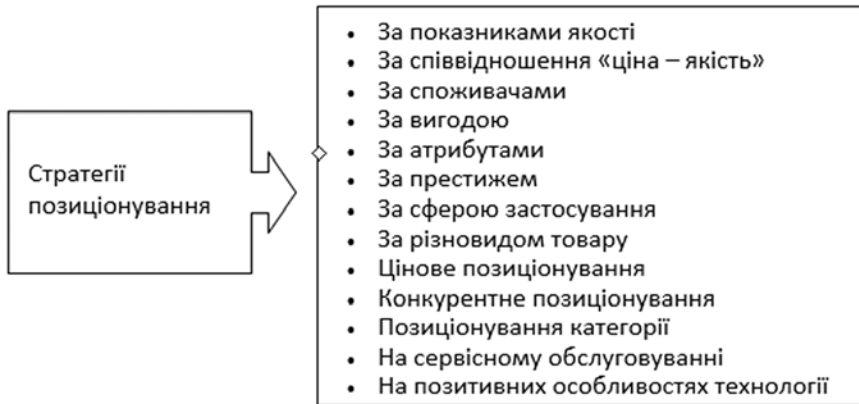 Стратегії
позиціонування
• За показниками якості
• За співвідношення «ціна – якість»
• За споживачами
• За вигодою
• За атрибутами
• За престижем
• За сферою застосування
• За різновидом товару
• Цінове позиціонування
• Конкурентне позиціонування
• Позиціонування категорії
• На сервісному обслуговуванні
• На позитивних особливостях технології